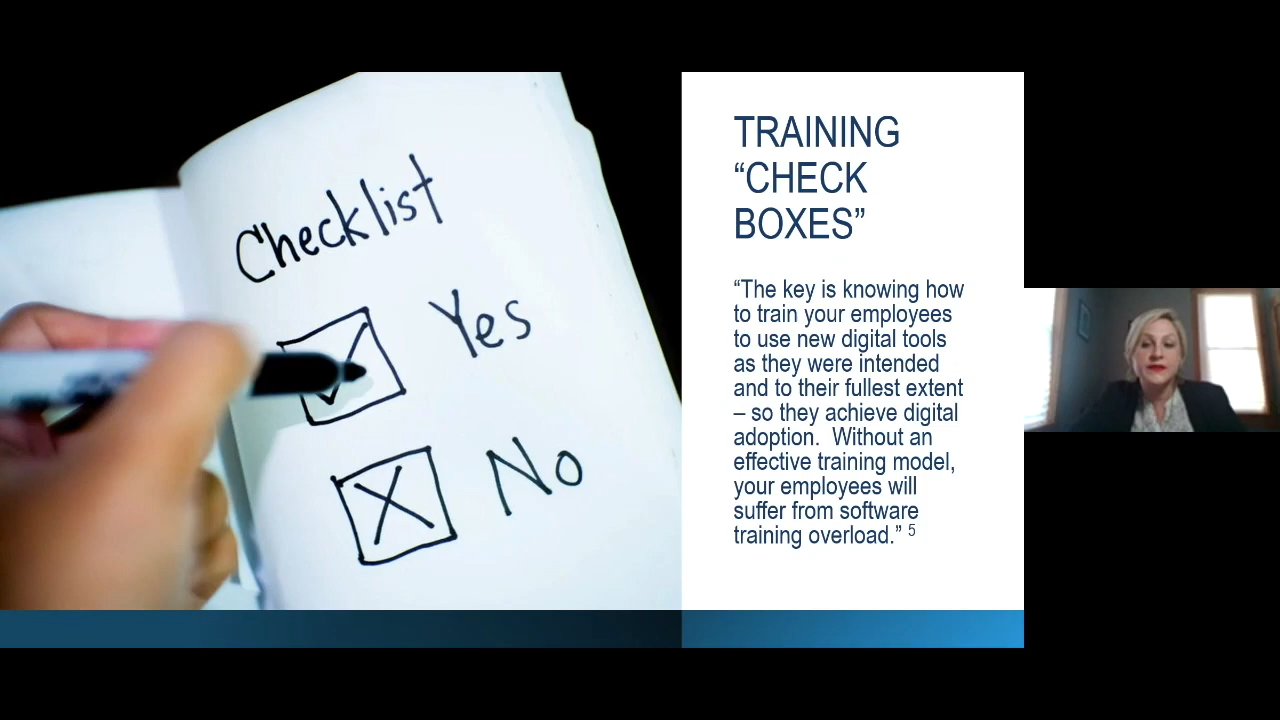 Checklist
Yes
No
TRAINING
“CHECK
BOXES”
“The key is knowing how
to train your employees
to use new digital tools
as they were intended
and to their fullest extent
– so they achieve digital
adoption.  Without an
effective training model,
your employees will
suffer from software
training overload.” 5